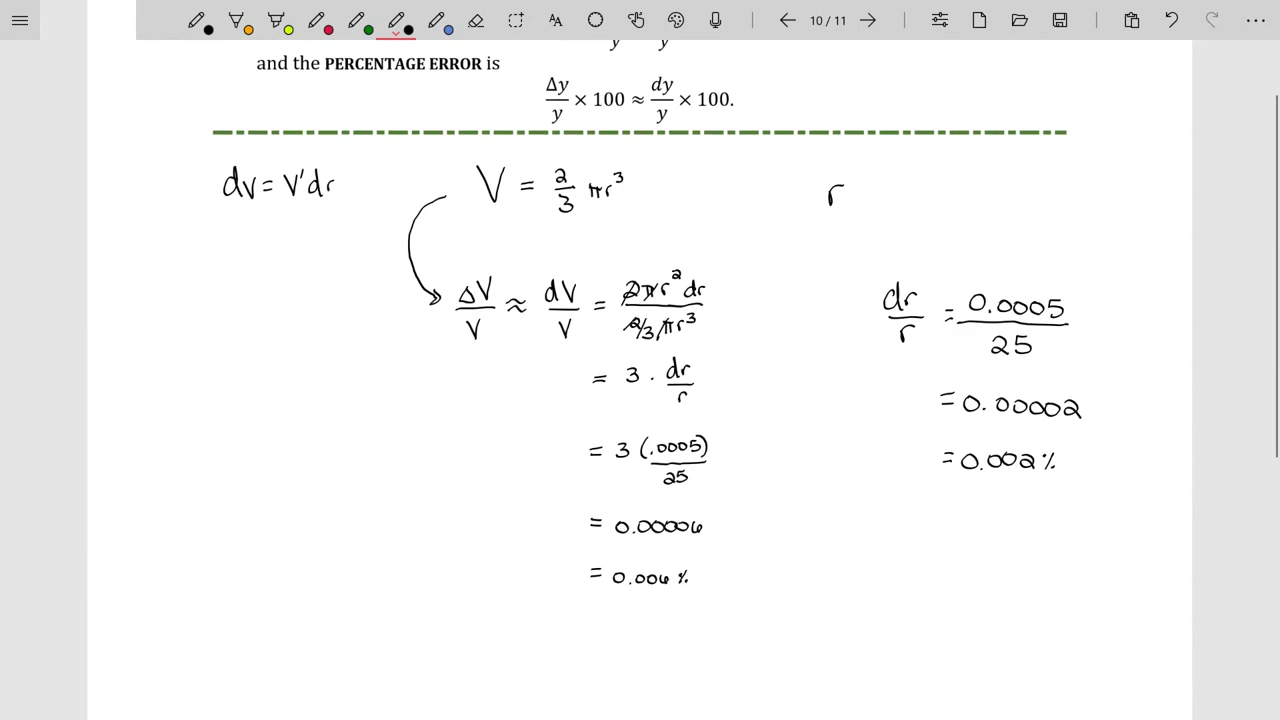 10 / 11
y y
and the PERCENTAGE ERROR is
Δy/y × 100 ≈ dy/y × 100.
dv = v'dr
V = 2/3 πr³
r
ΔV/V ≈ dV/V = 2πr² dr / 2/3 πr³
= 3 · dr/r
= 3 (.0005)/25
= 0.00006
= 0.006 %
dr/r = 0.0005/25
= 0.00002
= 0.002 %